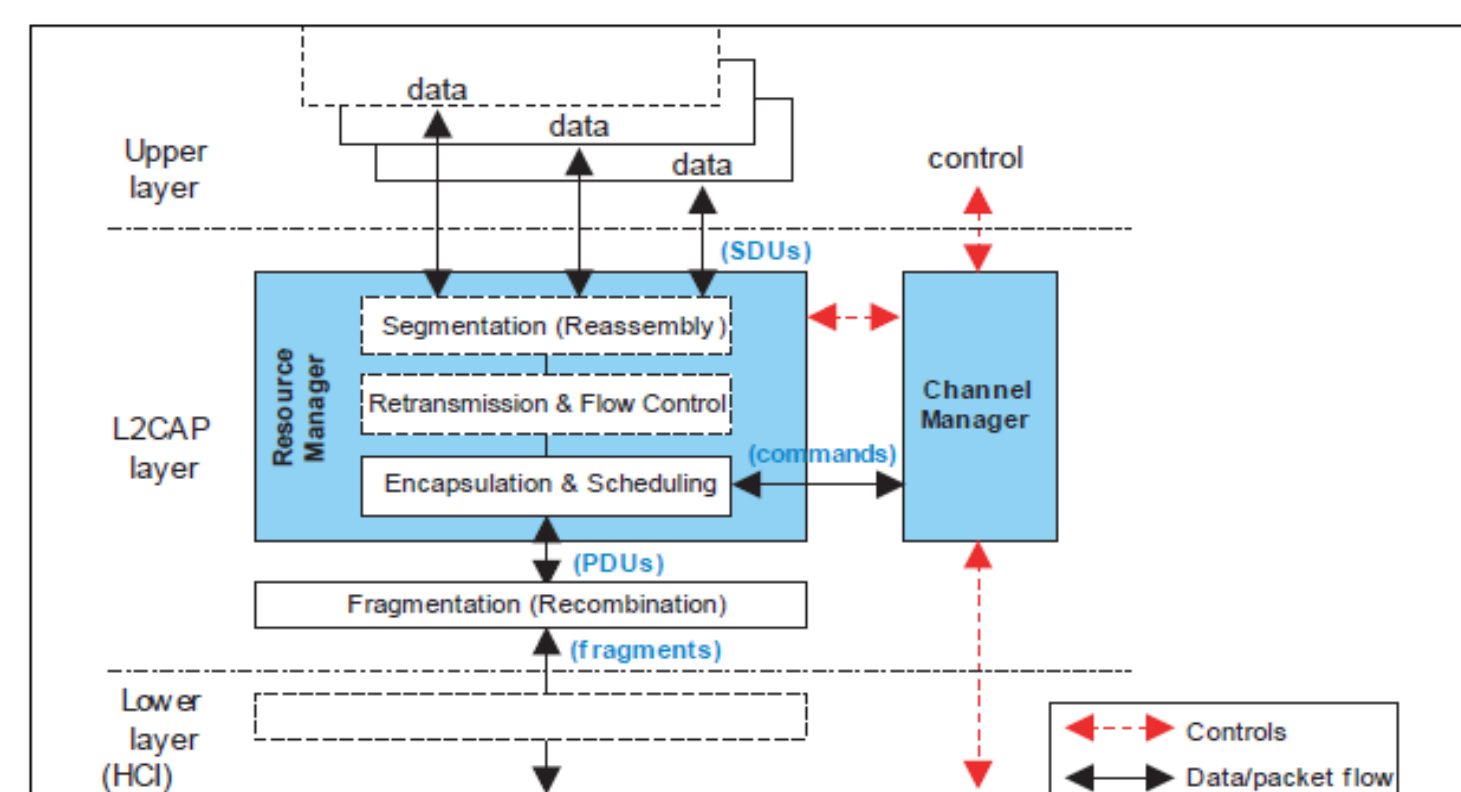 data
data
data
Upper
layer
control
(SDUs)
Segmentation (Reassembly)
Resource
Manager
Retransmission & Flow Control
Channel
Manager
L2CAP
layer
(commands)
Encapsulation & Scheduling
(PDUs)
Fragmentation (Recombination)
(fragments)
Lower
layer
(HCI)
Controls
Data/packet flow